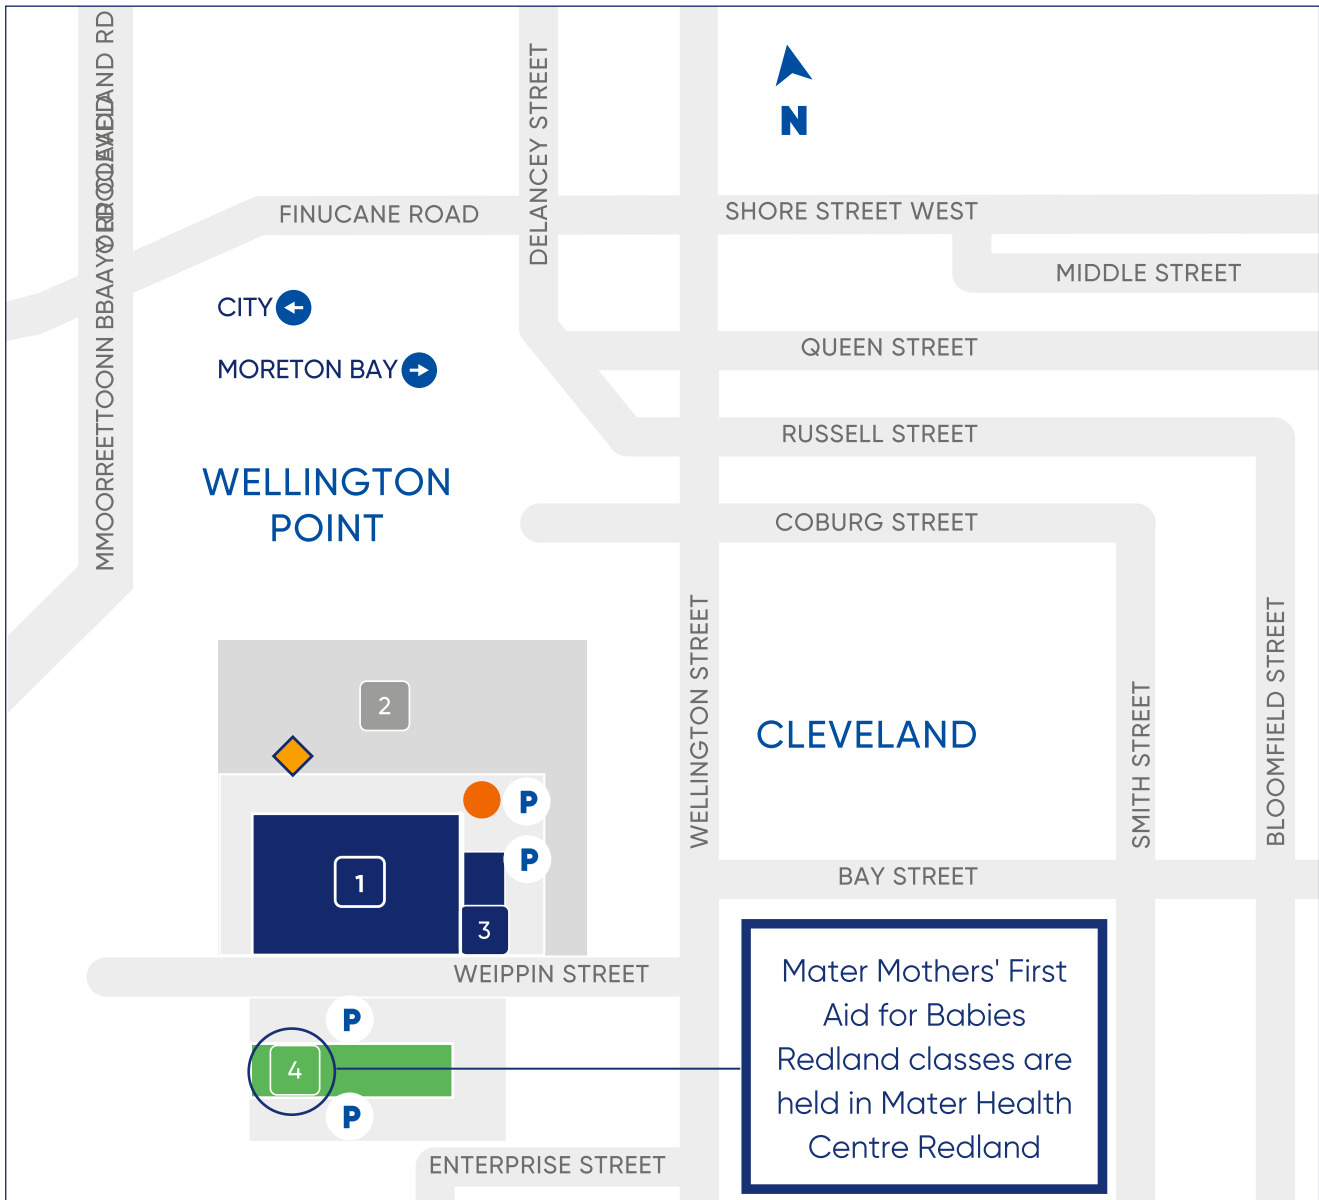 N
DELANCEY STREET
FINUCANE ROAD
SHORE STREET WEST
MIDDLE STREET
CITY
MORETON BAY
QUEEN STREET
RUSSELL STREET
WELLINGTON
POINT
COBURG STREET
WELLINGTON STREET
SMITH STREET
BLOOMFIELD STREET
CLEVELAND
2
P
P
1
3
BAY STREET
WEIPPIN STREET
P
4
P
Mater Mothers' First
Aid for Babies
Redland classes are
held in Mater Health
Centre Redland
ENTERPRISE STREET